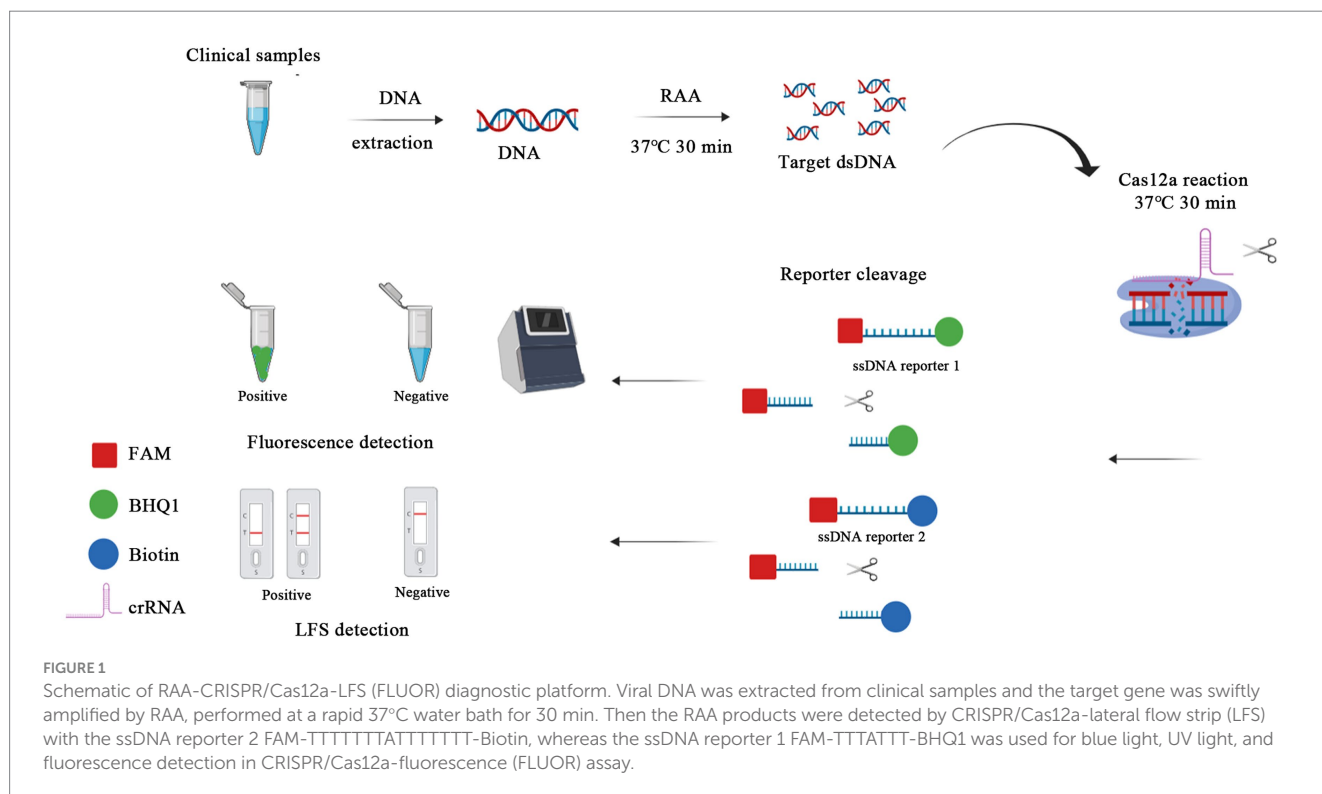 Clinical samples
DNA
extraction
DNA
RAA
37°C 30 min
Target dsDNA
Cas12a reaction
37°C 30 min
Reporter cleavage
ssDNA reporter 1
Positive
Negative
Fluorescence detection
FAM
BHQ1
Biotin
crRNA
C
T
S
C
T
S
C
T
S
Positive
Negative
LFS detection
ssDNA reporter 2
FIGURE 1
Schematic of RAA-CRISPR/Cas12a-LFS (FLUOR) diagnostic platform. Viral DNA was extracted from clinical samples and the target gene was swiftly
amplified by RAA, performed at a rapid 37°C water bath for 30 min. Then the RAA products were detected by CRISPR/Cas12a-lateral flow strip (LFS)
with the ssDNA reporter 2 FAM-TTTTTTTATTTTTTT-Biotin, whereas the ssDNA reporter 1 FAM-TTTATTT-BHQ1 was used for blue light, UV light, and
fluorescence detection in CRISPR/Cas12a-fluorescence (FLUOR) assay.